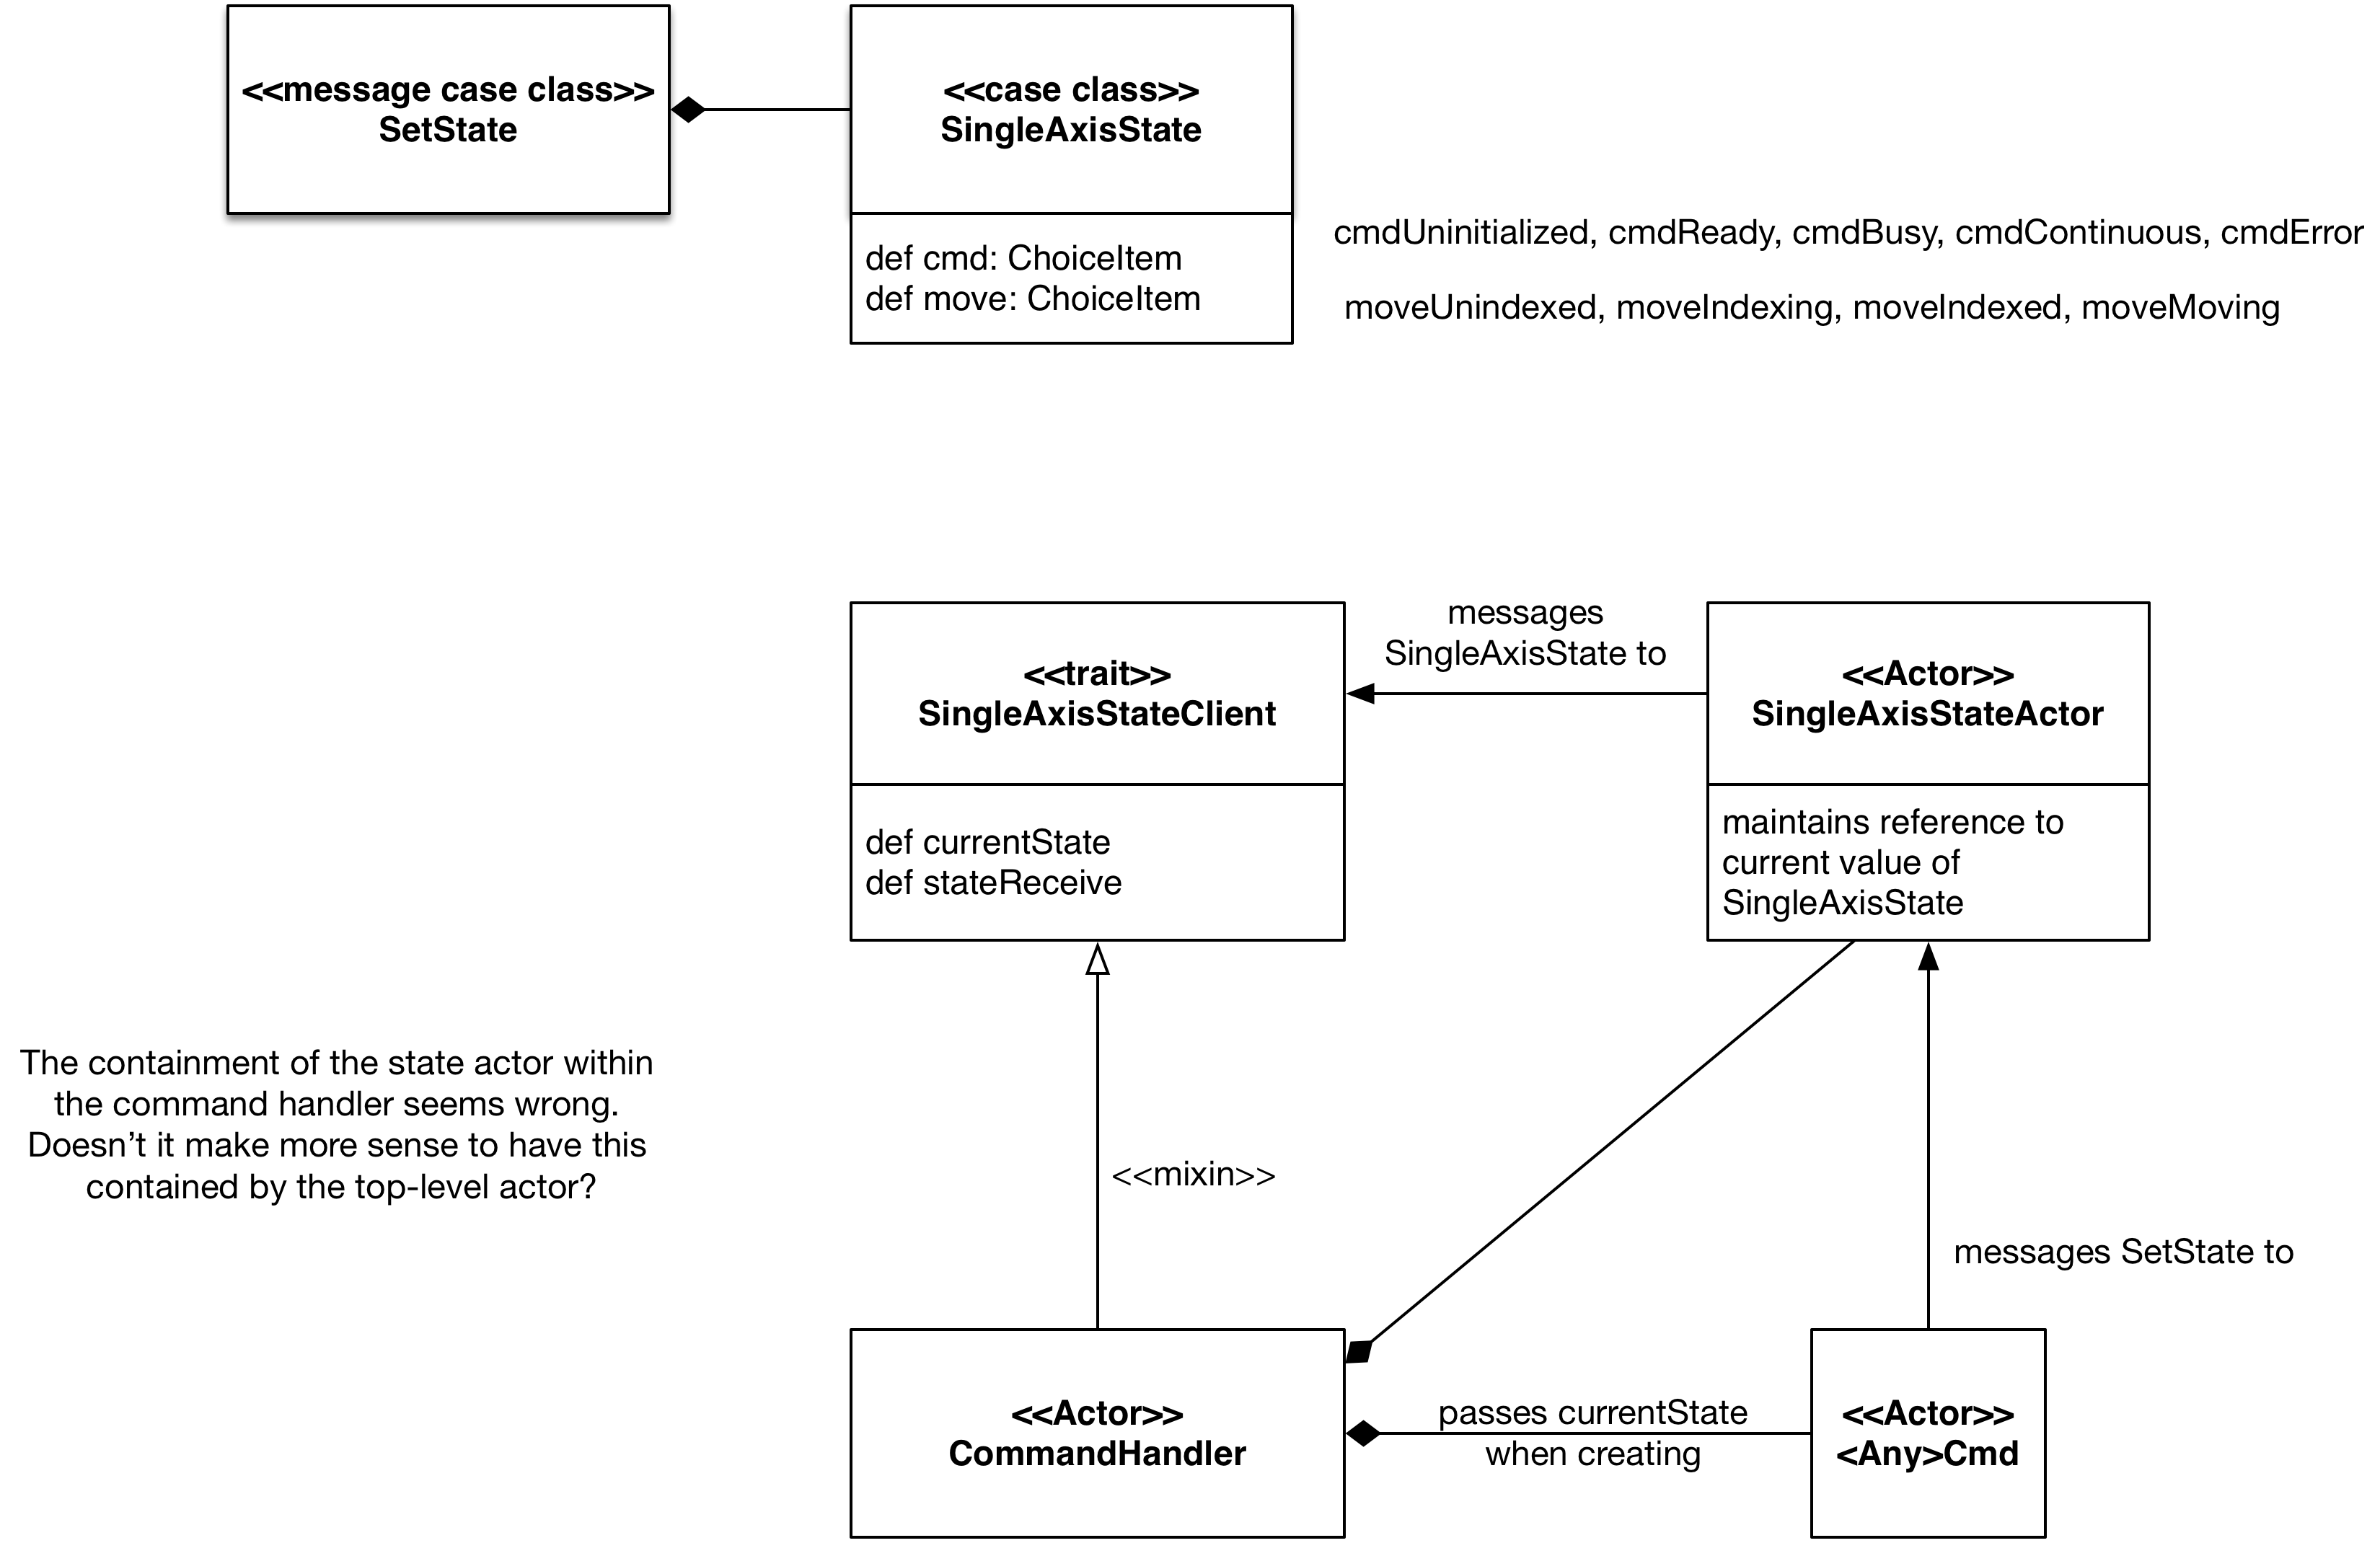 <<message case class>>
SetState
<<case class>>
SingleAxisState
def cmd: ChoiceItem
def move: ChoiceItem
cmdUninitialized, cmdReady, cmdBusy, cmdContinuous, cmdError
moveUnindexed, moveIndexing, moveIndexed, moveMoving
<<trait>>
SingleAxisStateClient
def currentState
def stateReceive
messages
SingleAxisState to
<<Actor>>
SingleAxisStateActor
maintains reference to
current value of
SingleAxisState
The containment of the state actor within
the command handler seems wrong.
Doesn’t it make more sense to have this
contained by the top-level actor?
<<mixin>>
messages SetState to
<<Actor>>
CommandHandler
passes currentState
when creating
<<Actor>>
<Any>Cmd